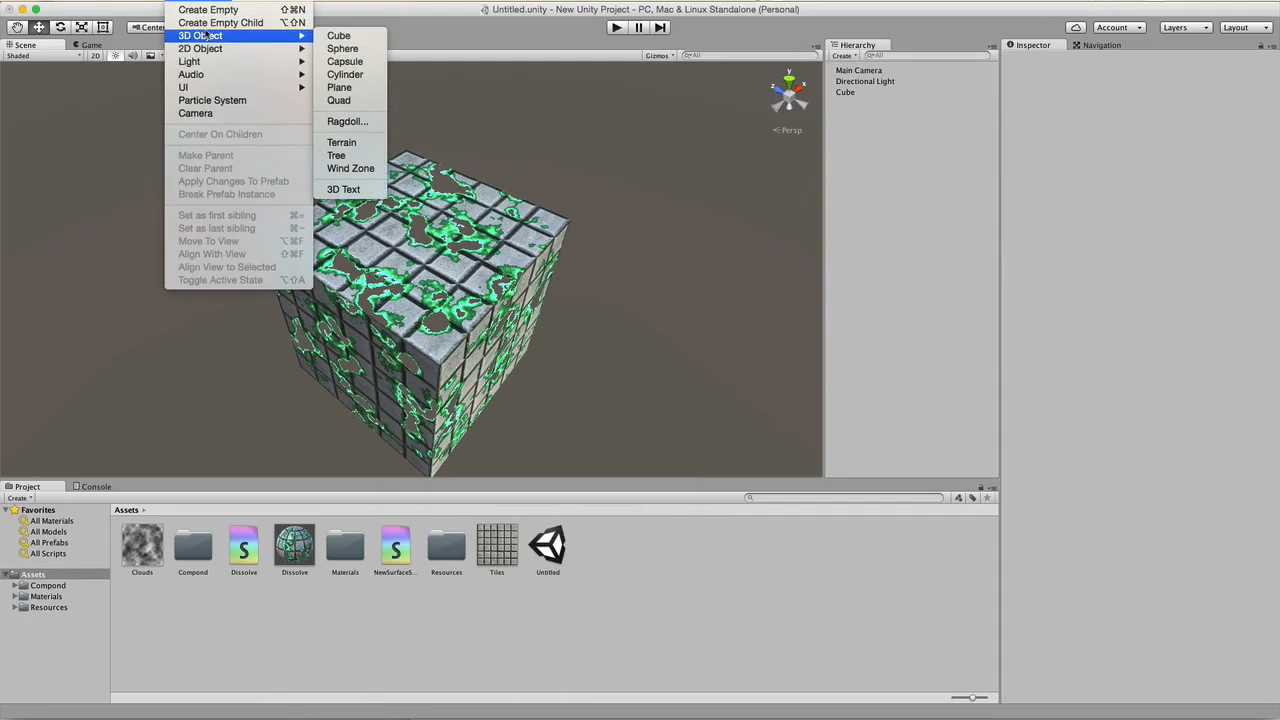 Untitled.unity - New Unity Project - PC, Mac & Linux Standalone (Personal)
Center
Account
Layers
Layout
Create Empty ⇧⌘N
Create Empty Child ⌥⇧N
3D Object
2D Object
Light
Audio
UI
Particle System
Camera
Center On Children
Make Parent
Clear Parent
Apply Changes To Prefab
Break Prefab Instance
Set as first sibling ⌘=
Set as last sibling ⌘-
Move To View ⌥⌘F
Align With View ⇧⌘F
Align View to Selected
Toggle Active State ⌥⇧A
Cube
Sphere
Capsule
Cylinder
Plane
Quad
Ragdoll...
Terrain
Tree
Wind Zone
3D Text
Scene
Game
Shaded
2D
Gizmos
All
y
z
x
Persp
Hierarchy
Create
All
Main Camera
Directional Light
Cube
Inspector
Navigation
Project
Console
Create
Favorites
All Materials
All Models
All Prefabs
All Scripts
Assets
Compond
Materials
Resources
Assets
S
S
Clouds
Compond
Dissolve
Dissolve
Materials
NewSurfaceS...
Resources
Tiles
Untitled